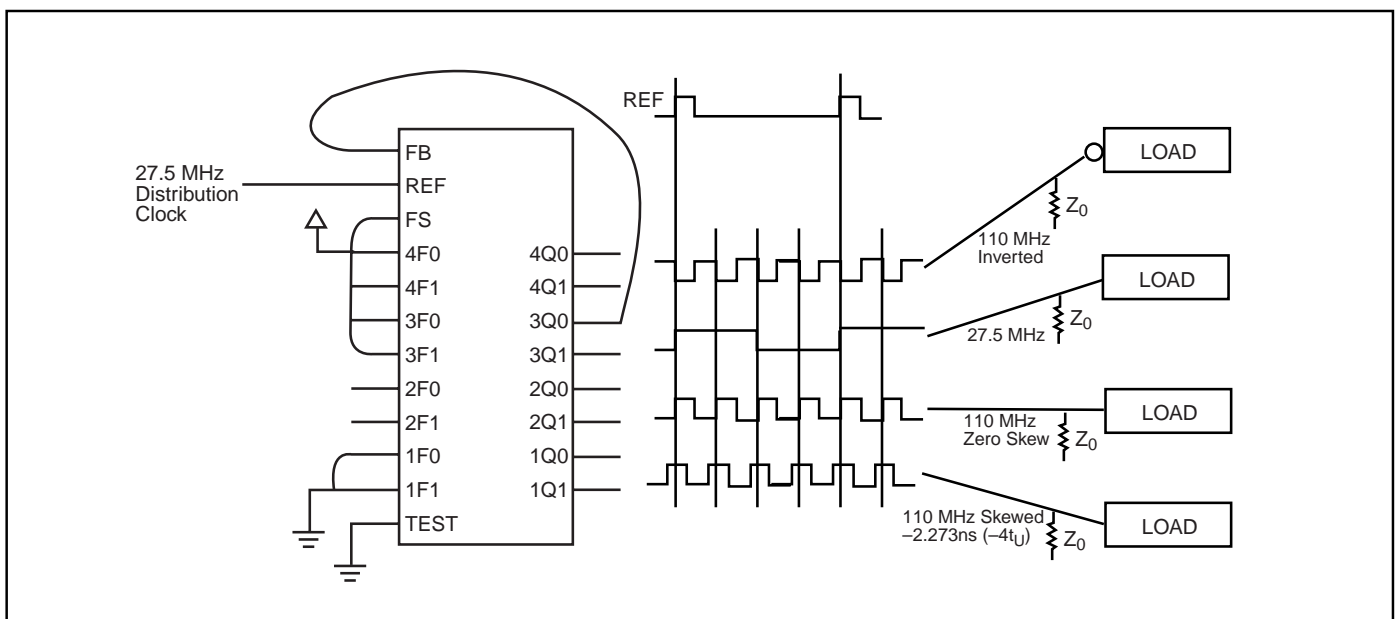 REF
27.5 MHz
Distribution
Clock
FB
REF
FS
4F0
4F1
3F0
3F1
2F0
2F1
1F0
1F1
TEST
4Q0
4Q1
3Q0
3Q1
2Q0
2Q1
1Q0
1Q1
LOAD
Z0
110 MHz
Inverted
LOAD
Z0
27.5 MHz
LOAD
110 MHz
Zero Skew
Z0
LOAD
110 MHz Skewed
–2.273ns (–4tU)
Z0